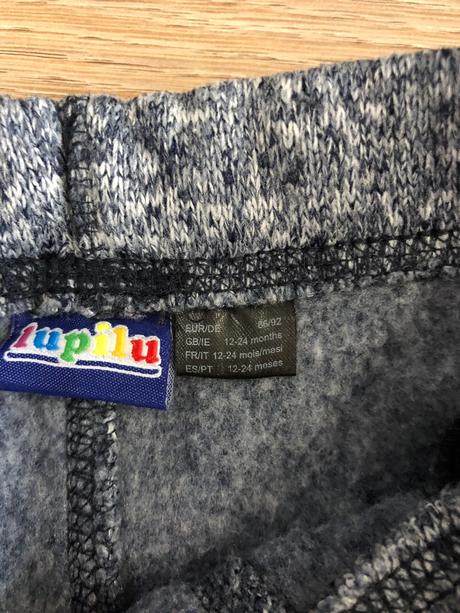 lupilu
EUR/DE 86/92
GB/IE 12-24 months
FR/IT 12-24 mois/mesi
ES/PT 12-24 meses